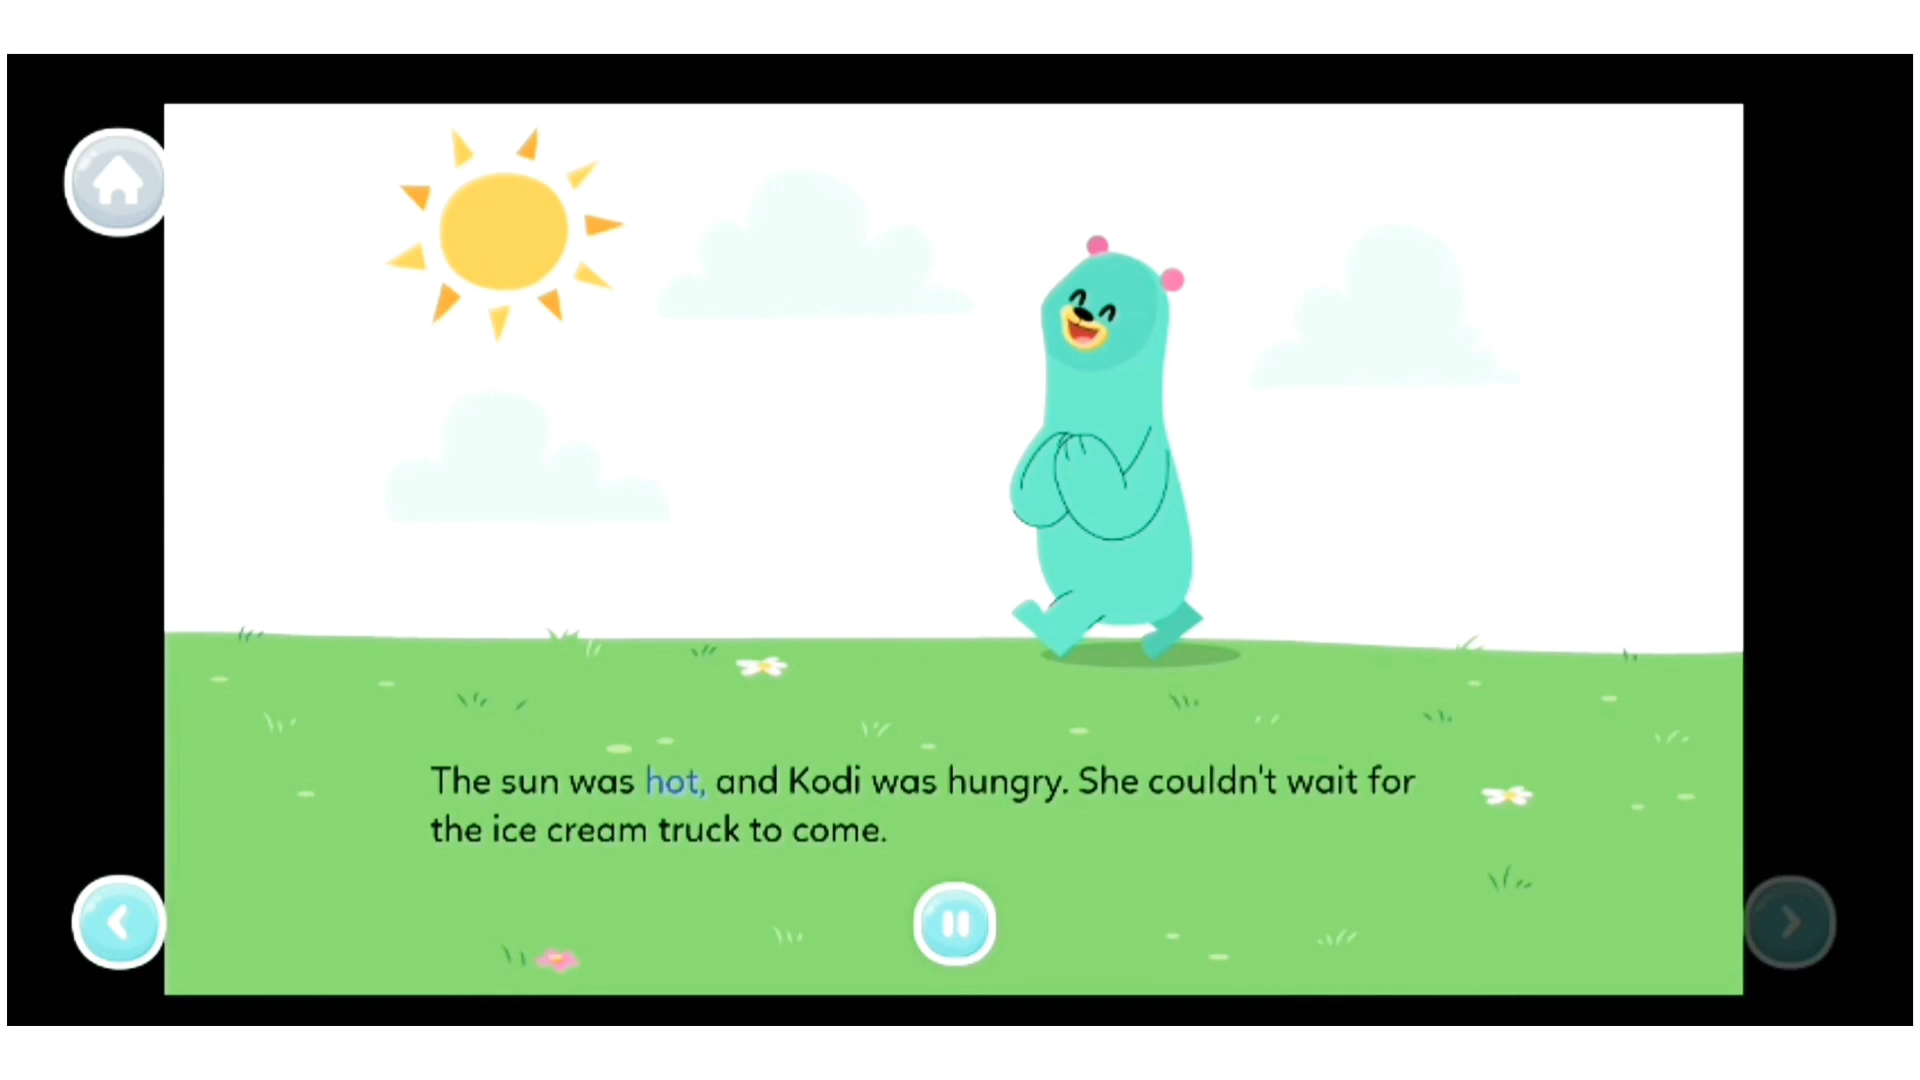 The sun was hot, and Kodi was hungry. She couldn't wait for
the ice cream truck to come.